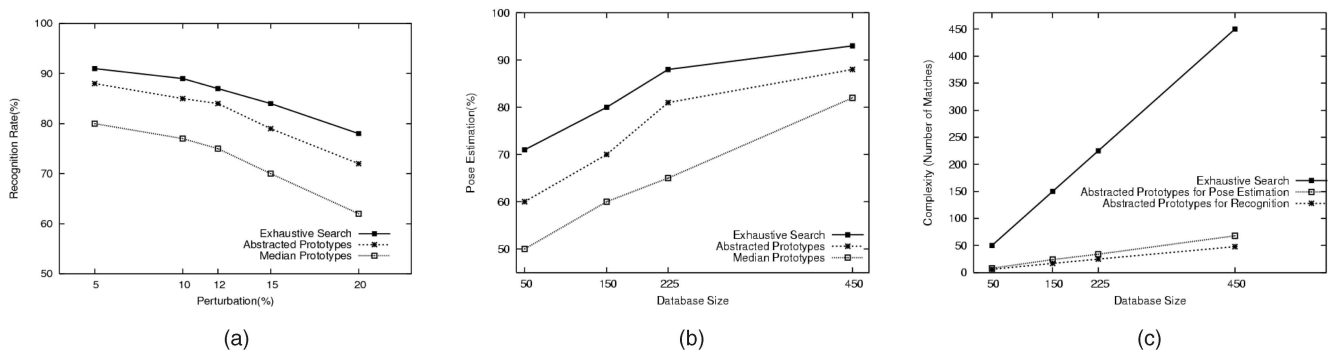 100
90
80
70
60
50
Recognition Rate(%)
Exhaustive Search
Abstracted Prototypes
Median Prototypes
5 10 12 15 20
Perturbation(%)
(a)
100
90
80
70
60
50
Pose Estimation(%)
Exhaustive Search
Abstracted Prototypes
Median Prototypes
50 150 225 450
Database Size
(b)
450
400
350
300
250
200
150
100
50
0
Complexity (Number of Matches)
Exhaustive Search
Abstracted Prototypes for Pose Estimation
Abstracted Prototypes for Recognition
50 150 225 450
Database Size
(c)